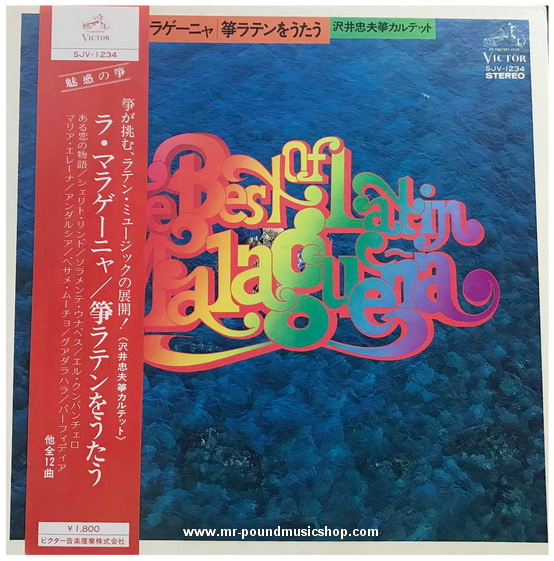 VICTOR
SJV-1234
魅惑の箏
箏が挑む、ラテン・ミュージックの展開!〈沢井忠夫箏カルテット〉
ラ・マラゲーニャ/箏ラテンをうたう
ある恋の物語/シェリト・リンド/ソラメンテ・ウナベス/エル・クンバンチェロ
マリア・エレーナ/アンダルシア/ベサメ・ムーチョ/グアダラハラ/パーフィディア
他全12曲
¥1,800
ビクター音楽産業株式会社
ラゲーニャ 箏ラテンをうたう 沢井忠夫箏カルテット
VICTOR
SJV-1234
STEREO
e Best of Latin
alagueña
www.mr-poundmusicshop.com